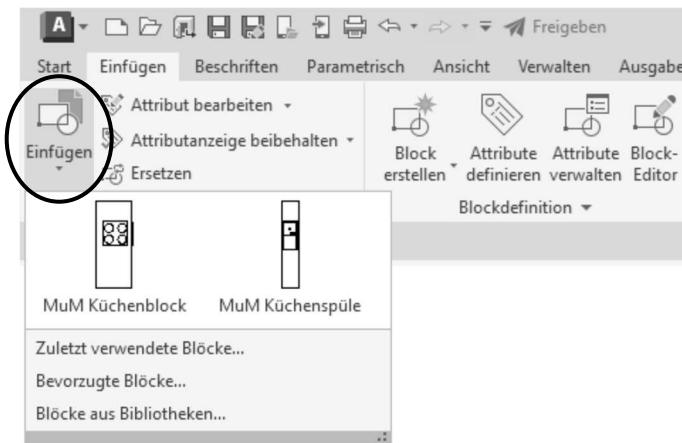 A Freigeben
Start Einfügen Beschriften Parametrisch Ansicht Verwalten Ausgabe
Einfügen
Attribut bearbeiten
Attributanzeige beibehalten
Ersetzen
Block erstellen
Attribute definieren
Attribute verwalten
Block-Editor
Blockdefinition
MuM Küchenblock MuM Küchenspüle
Zuletzt verwendete Blöcke...
Bevorzugte Blöcke...
Blöcke aus Bibliotheken...